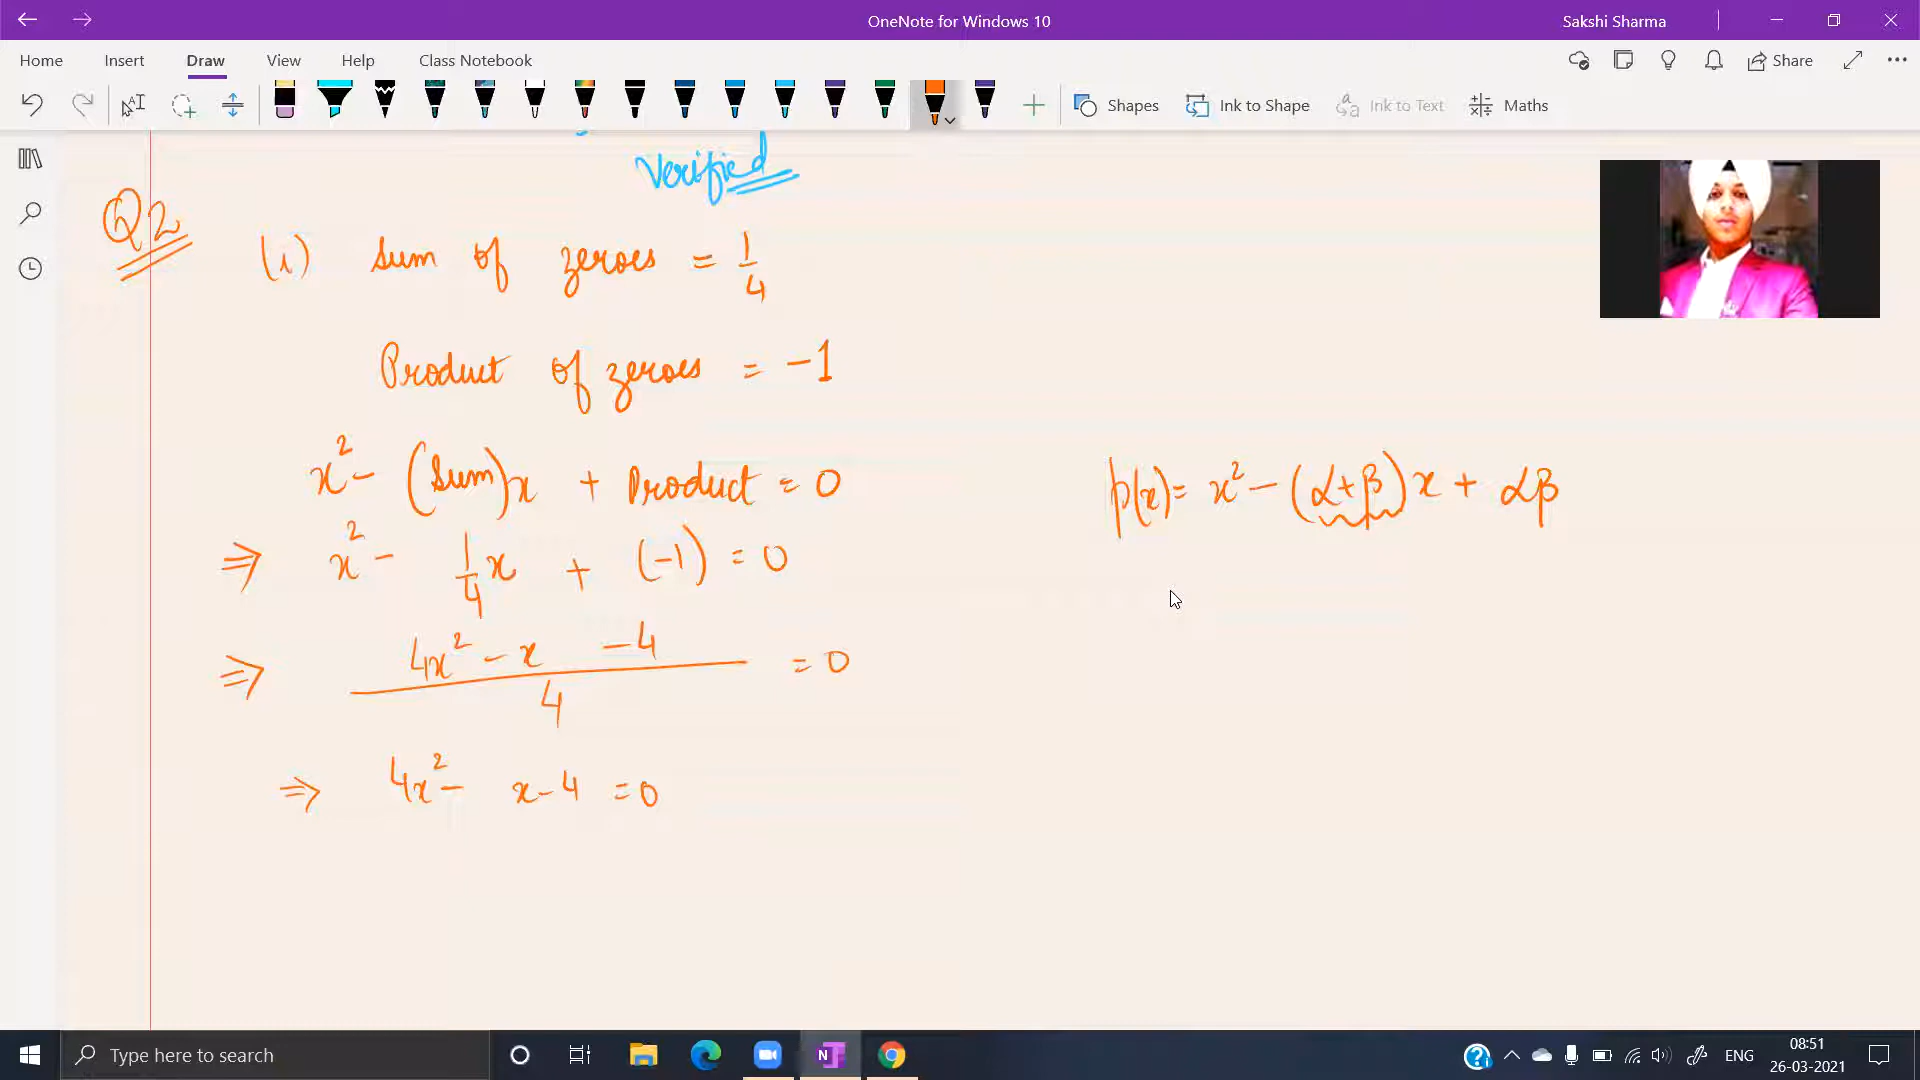 OneNote for Windows 10
Sakshi Sharma
Home Insert Draw View Help Class Notebook
Share
Shapes Ink to Shape Ink to Text Maths
Verified
Q2
(i) Sum of zeroes = 1/4
Product of zeroes = -1
x² - (Sum)x + Product = 0
p(x) = x² - (α+β)x + αβ
⇒ x² - 1/4 x + (-1) = 0
⇒ 4x² - x - 4 / 4 = 0
⇒ 4x² - x - 4 = 0
Type here to search
ENG
08:51
26-03-2021